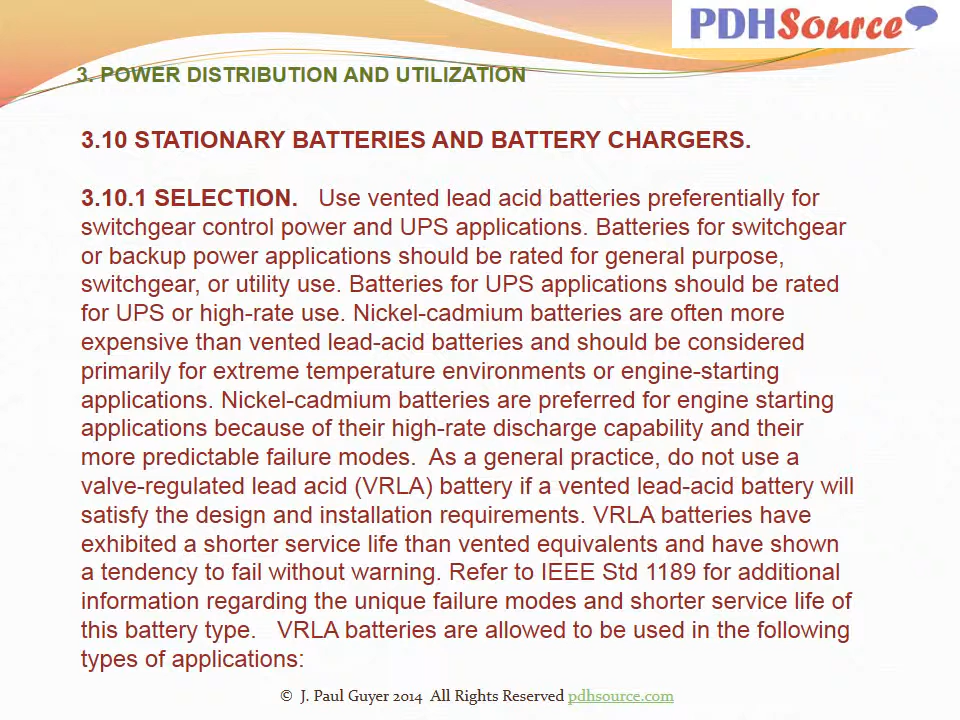 PDHSource
3. POWER DISTRIBUTION AND UTILIZATION
3.10 STATIONARY BATTERIES AND BATTERY CHARGERS.
3.10.1 SELECTION.   Use vented lead acid batteries preferentially for
switchgear control power and UPS applications. Batteries for switchgear
or backup power applications should be rated for general purpose,
switchgear, or utility use. Batteries for UPS applications should be rated
for UPS or high-rate use. Nickel-cadmium batteries are often more
expensive than vented lead-acid batteries and should be considered
primarily for extreme temperature environments or engine-starting
applications. Nickel-cadmium batteries are preferred for engine starting
applications because of their high-rate discharge capability and their
more predictable failure modes.  As a general practice, do not use a
valve-regulated lead acid (VRLA) battery if a vented lead-acid battery will
satisfy the design and installation requirements. VRLA batteries have
exhibited a shorter service life than vented equivalents and have shown
a tendency to fail without warning. Refer to IEEE Std 1189 for additional
information regarding the unique failure modes and shorter service life of
this battery type.   VRLA batteries are allowed to be used in the following
types of applications:
© J. Paul Guyer 2014  All Rights Reserved pdhsource.com